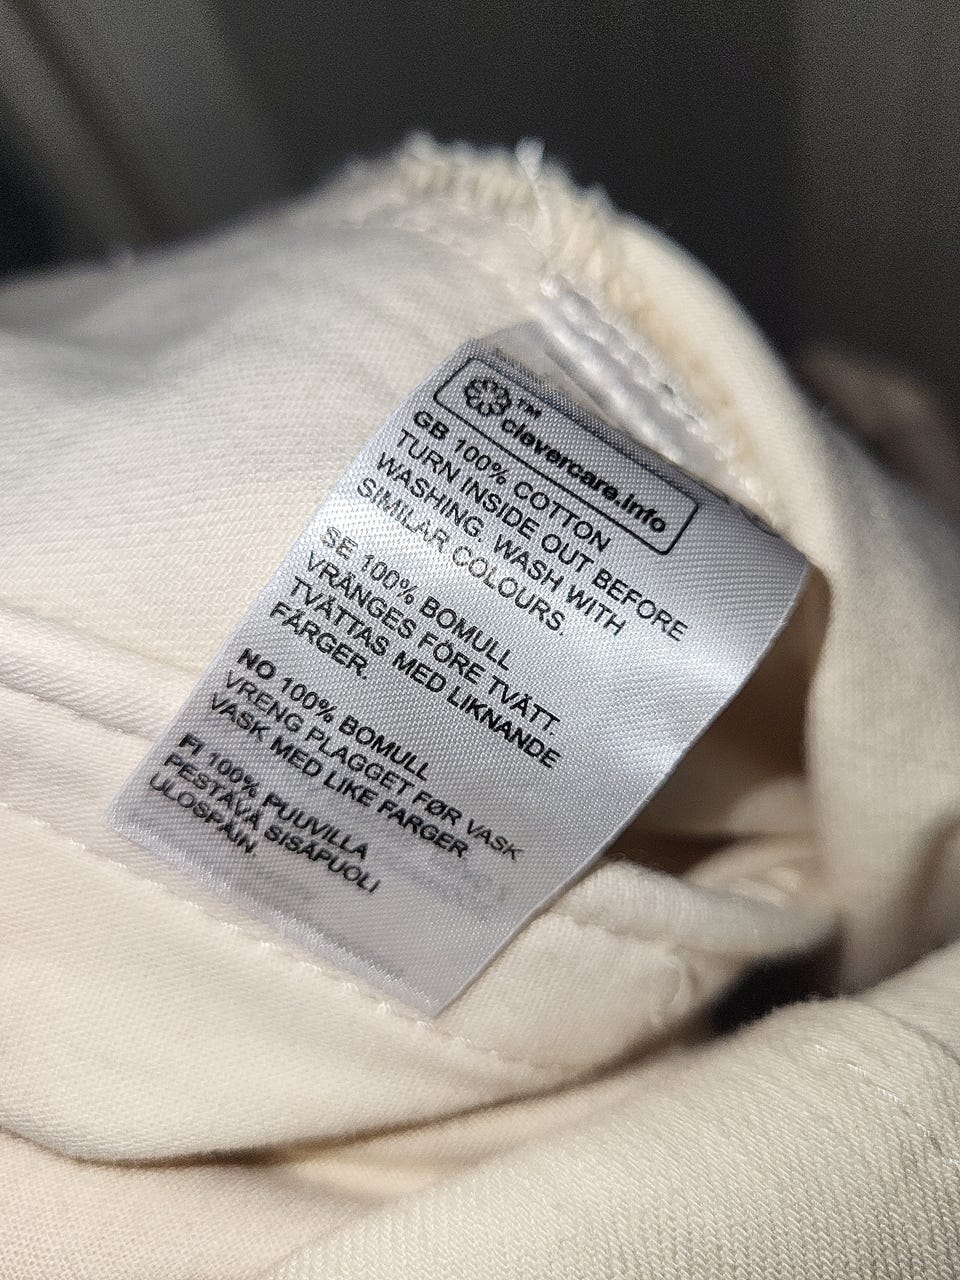 ™
clevercare.info
GB 100% COTTON
TURN INSIDE OUT BEFORE
WASHING. WASH WITH
SIMILAR COLOURS.
SE 100% BOMULL
VRÄNGES FÖRE TVÄTT.
TVÄTTAS MED LIKNANDE
FÄRGER.
NO 100% BOMULL
VRENG PLAGGET FØR VASK
VASK MED LIKE FARGER.
FI 100% PUUVILLA
PESTÄVÄ SISÄPUOLI
ULOSPÄIN.